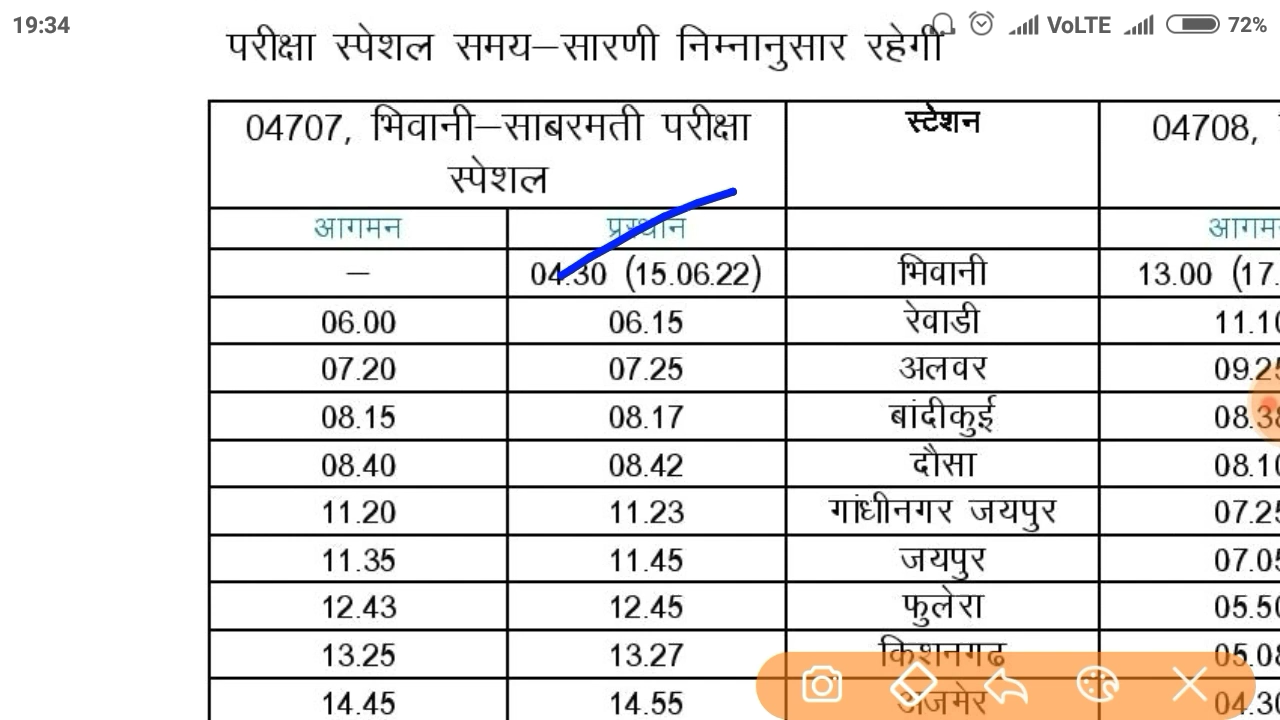 19:34 VoLTE 72%
परीक्षा स्पेशल समय–सारणी निम्नानुसार रहेगी
04707, भिवानी–साबरमती परीक्षा स्पेशल स्टेशन 04708,
आगमन प्रस्थान
– 04.30 (15.06.22) भिवानी 13.00 (17.
06.00 06.15 रेवाडी
07.20 07.25 अलवर
08.15 08.17 बांदीकुई
08.40 08.42 दौसा
11.20 11.23 गांधीनगर जयपुर
11.35 11.45 जयपुर
12.43 12.45 फुलेरा
13.25 13.27 किशनगढ
14.45 14.55 अजमेर